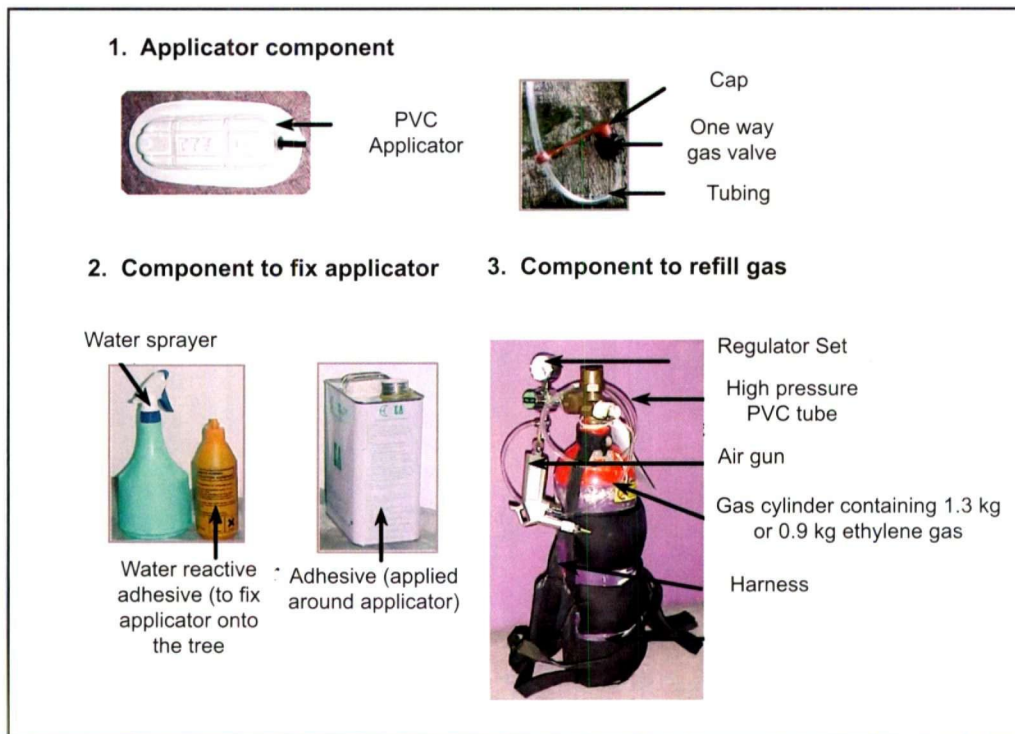 1. Applicator component
PVC
Applicator
Cap
One way
gas valve
Tubing
2. Component to fix applicator
Water sprayer
Water reactive
adhesive (to fix
applicator onto
the tree
Adhesive (applied
around applicator)
3. Component to refill gas
Regulator Set
High pressure
PVC tube
Air gun
Gas cylinder containing 1.3 kg
or 0.9 kg ethylene gas
Harness